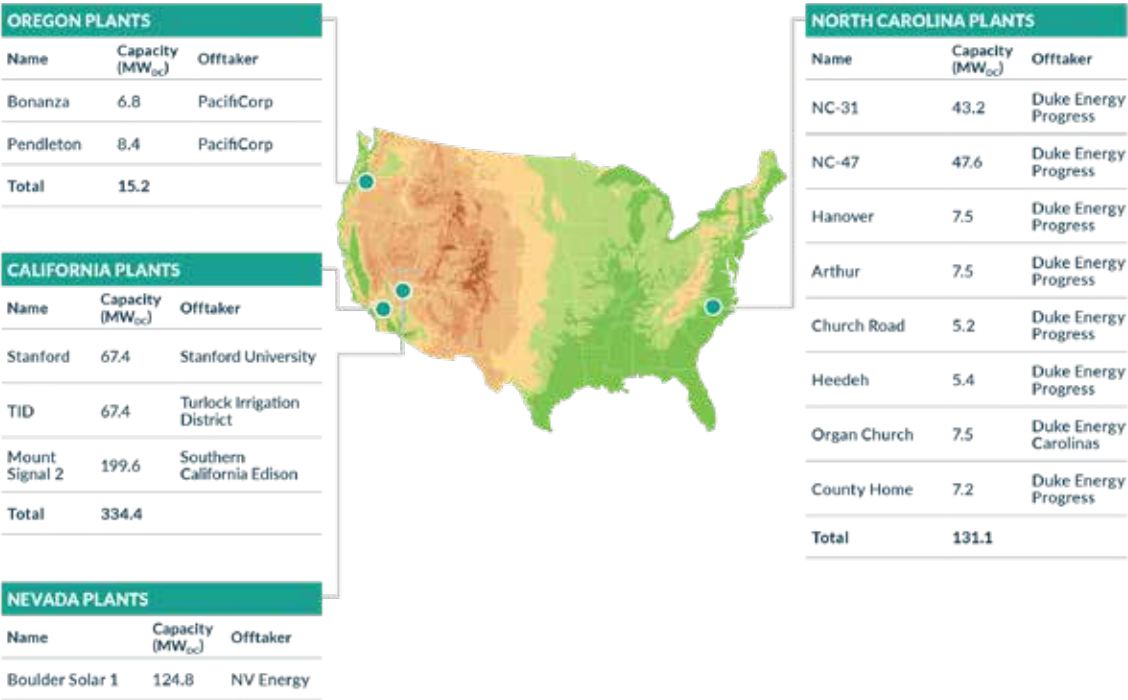 OREGON PLANTS
Name Capacity (MWDC) Offtaker
Bonanza 6.8 PacifiCorp
Pendleton 8.4 PacifiCorp
Total 15.2
CALIFORNIA PLANTS
Name Capacity (MWDC) Offtaker
Stanford 67.4 Stanford University
TID 67.4 Turlock Irrigation District
Mount Signal 2 199.6 Southern California Edison
Total 334.4
NEVADA PLANTS
Name Capacity (MWDC) Offtaker
Boulder Solar 1 124.8 NV Energy
NORTH CAROLINA PLANTS
Name Capacity (MWDC) Offtaker
NC-31 43.2 Duke Energy Progress
NC-47 47.6 Duke Energy Progress
Hanover 7.5 Duke Energy Progress
Arthur 7.5 Duke Energy Progress
Church Road 5.2 Duke Energy Progress
Heedeh 5.4 Duke Energy Progress
Organ Church 7.5 Duke Energy Carolinas
County Home 7.2 Duke Energy Progress
Total 131.1